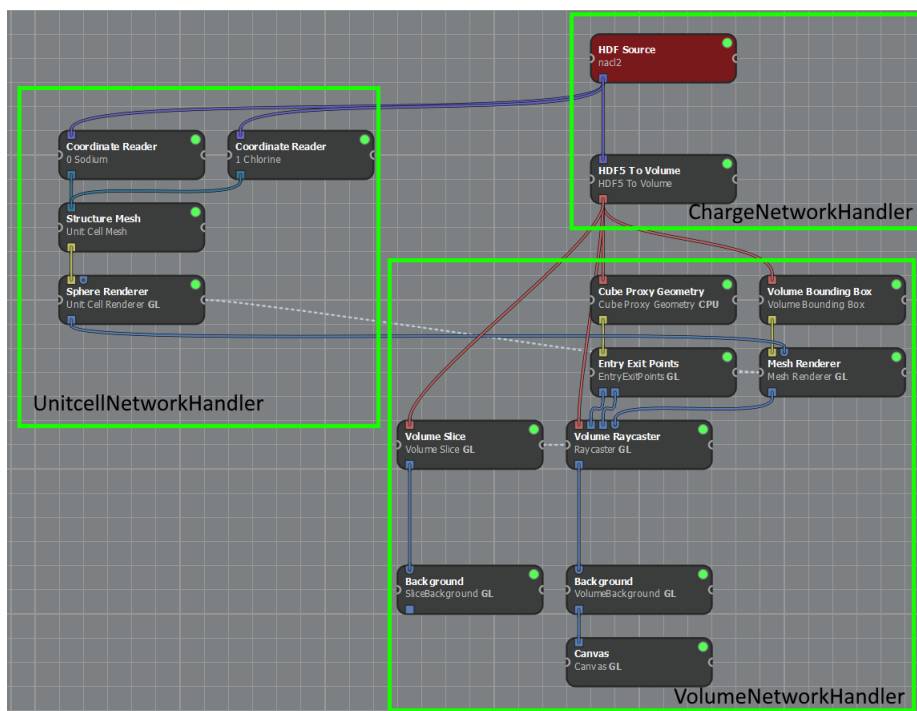 HDF Source
nacl2
Coordinate Reader
0 Sodium
Coordinate Reader
1 Chlorine
HDF5 To Volume
HDF5 To Volume
ChargeNetworkHandler
Structure Mesh
Unit Cell Mesh
Sphere Renderer
Unit Cell Renderer GL
Cube Proxy Geometry
Cube Proxy Geometry CPU
Volume Bounding Box
Volume Bounding Box
Entry Exit Points
EntryExitPoints GL
Mesh Renderer
Mesh Renderer GL
UnitcellNetworkHandler
Volume Slice
Volume Slice GL
Volume Raycaster
Raycaster GL
Background
SliceBackground GL
Background
VolumeBackground GL
Canvas
Canvas GL
VolumeNetworkHandler